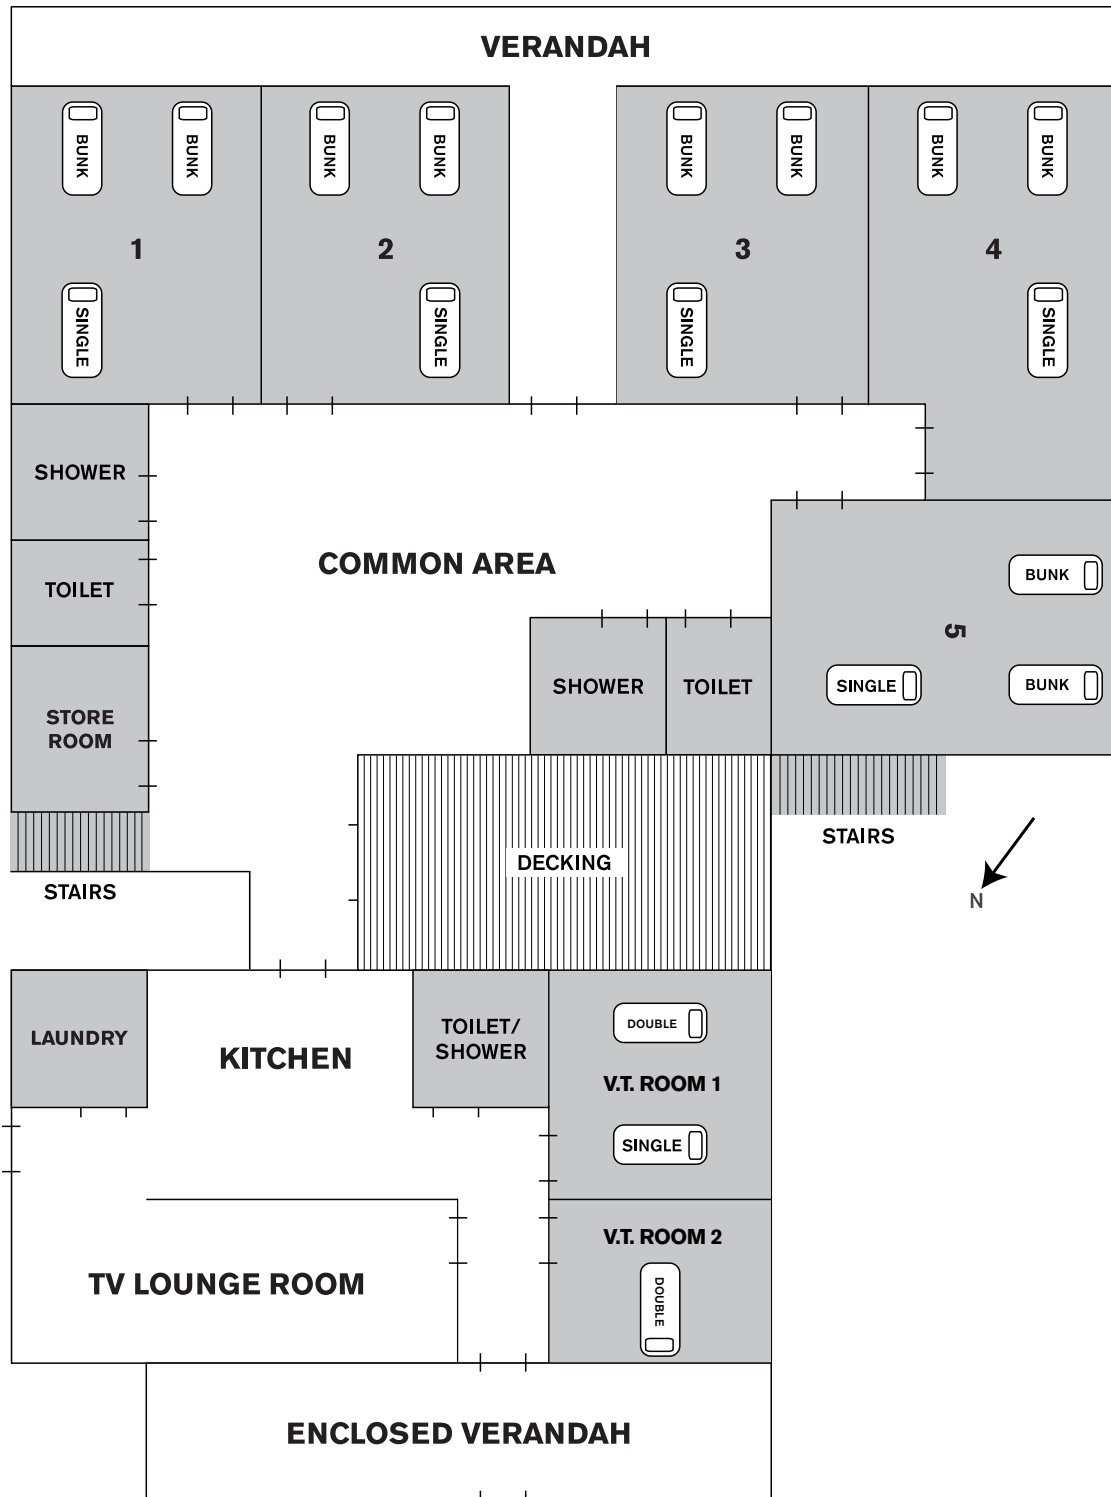 VERANDAH
BUNK
BUNK
BUNK
BUNK
BUNK
BUNK
BUNK
BUNK
1
2
3
4
SINGLE
SINGLE
SINGLE
SINGLE
SHOWER
COMMON AREA
TOILET
BUNK
5
SHOWER
TOILET
SINGLE
BUNK
STORE
ROOM
STAIRS
DECKING
STAIRS
N
LAUNDRY
KITCHEN
TOILET/
SHOWER
DOUBLE
V.T. ROOM 1
SINGLE
V.T. ROOM 2
TV LOUNGE ROOM
DOUBLE
ENCLOSED VERANDAH